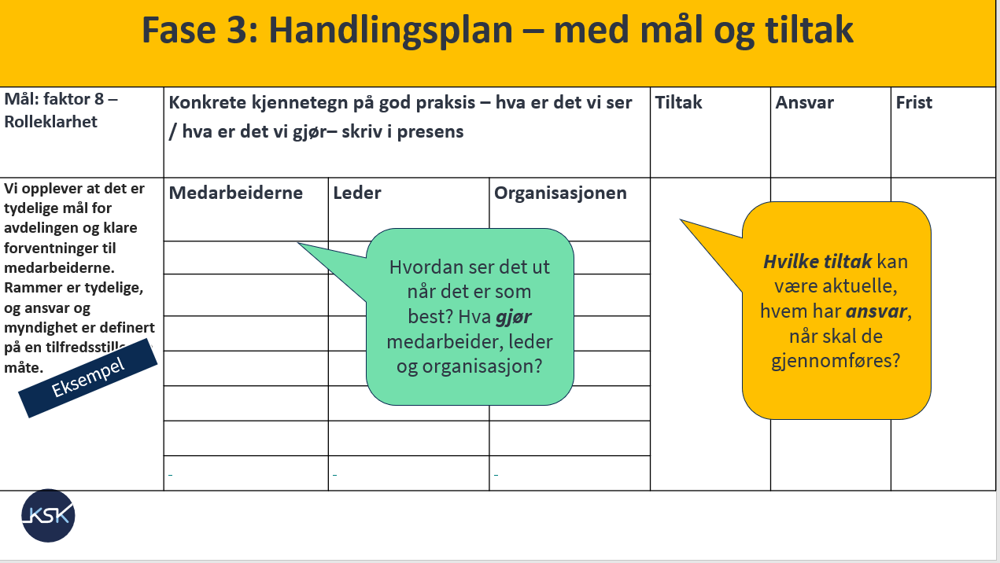 Fase 3: Handlingsplan – med mål og tiltak
Mål: faktor 8 –
Rolleklarhet
Konkrete kjennetegn på god praksis – hva er det vi ser
/ hva er det vi gjør– skriv i presens
Tiltak
Ansvar
Frist
Vi opplever at det er
tydelige mål for
avdelingen og klare
forventninger til
medarbeiderne.
Rammer er tydelige,
og ansvar og
myndighet er definert
på en
måte.
Eksempel
Medarbeiderne
Leder
Organisasjonen
Hvordan ser det ut
når det er som
best? Hva gjør
medarbeider, leder
og organisasjon?
Hvilke tiltak kan
være aktuelle,
hvem har ansvar,
når skal de
gjennomføres?
- - -
KSK